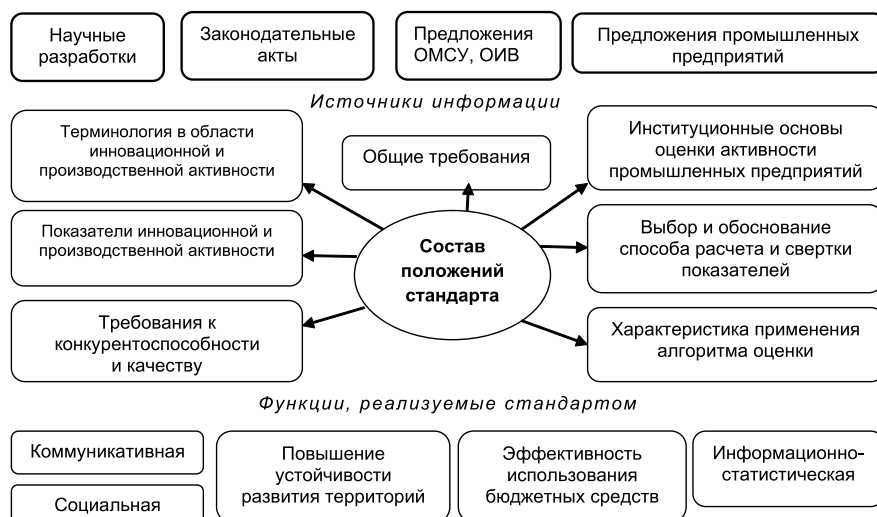 Научные
разработки
Законодательные
акты
Предложения
ОМСУ, ОИВ
Предложения промышленных
предприятий
Источники информации
Терминология в области
инновационной и
производственной активности
Общие требования
Институционные основы
оценки активности
промышленных предприятий
Показатели инновационной и
производственной активности
Состав
положений
стандарта
Выбор и обоснование
способа расчета и свертки
показателей
Требования к
конкурентоспособности
и качеству
Характеристика применения
алгоритма оценки
Функции, реализуемые стандартом
Коммуникативная
Социальная
Повышение
устойчивости
развития территорий
Эффективность
использования
бюджетных средств
Информационно-
статистическая